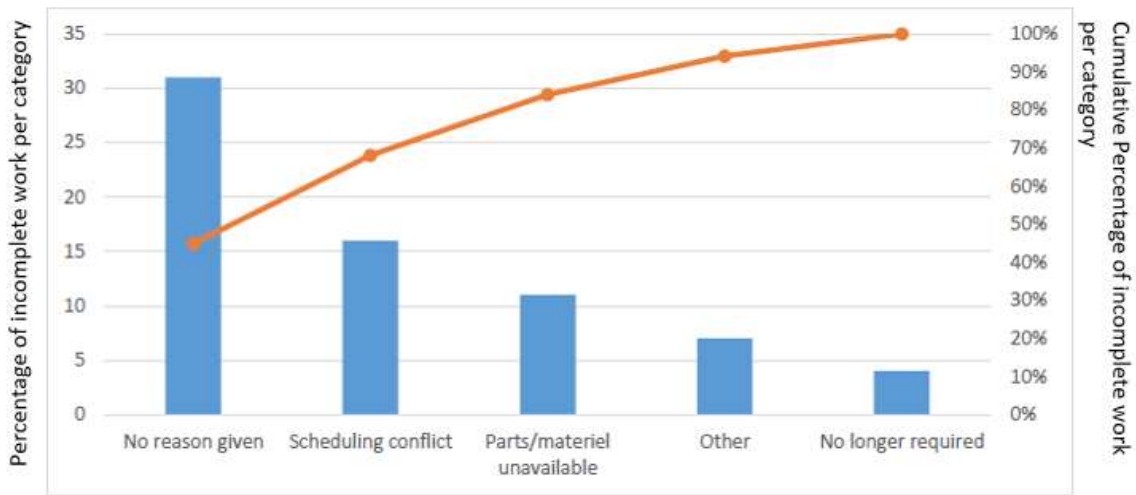 Percentage of incomplete work per category
35
30
25
20
15
10
5
0
100%
90%
80%
70%
60%
50%
40%
30%
20%
10%
0%
Cumulative Percentage of incomplete work
per category
No reason given
Scheduling conflict
Parts/materiel
unavailable
Other
No longer required